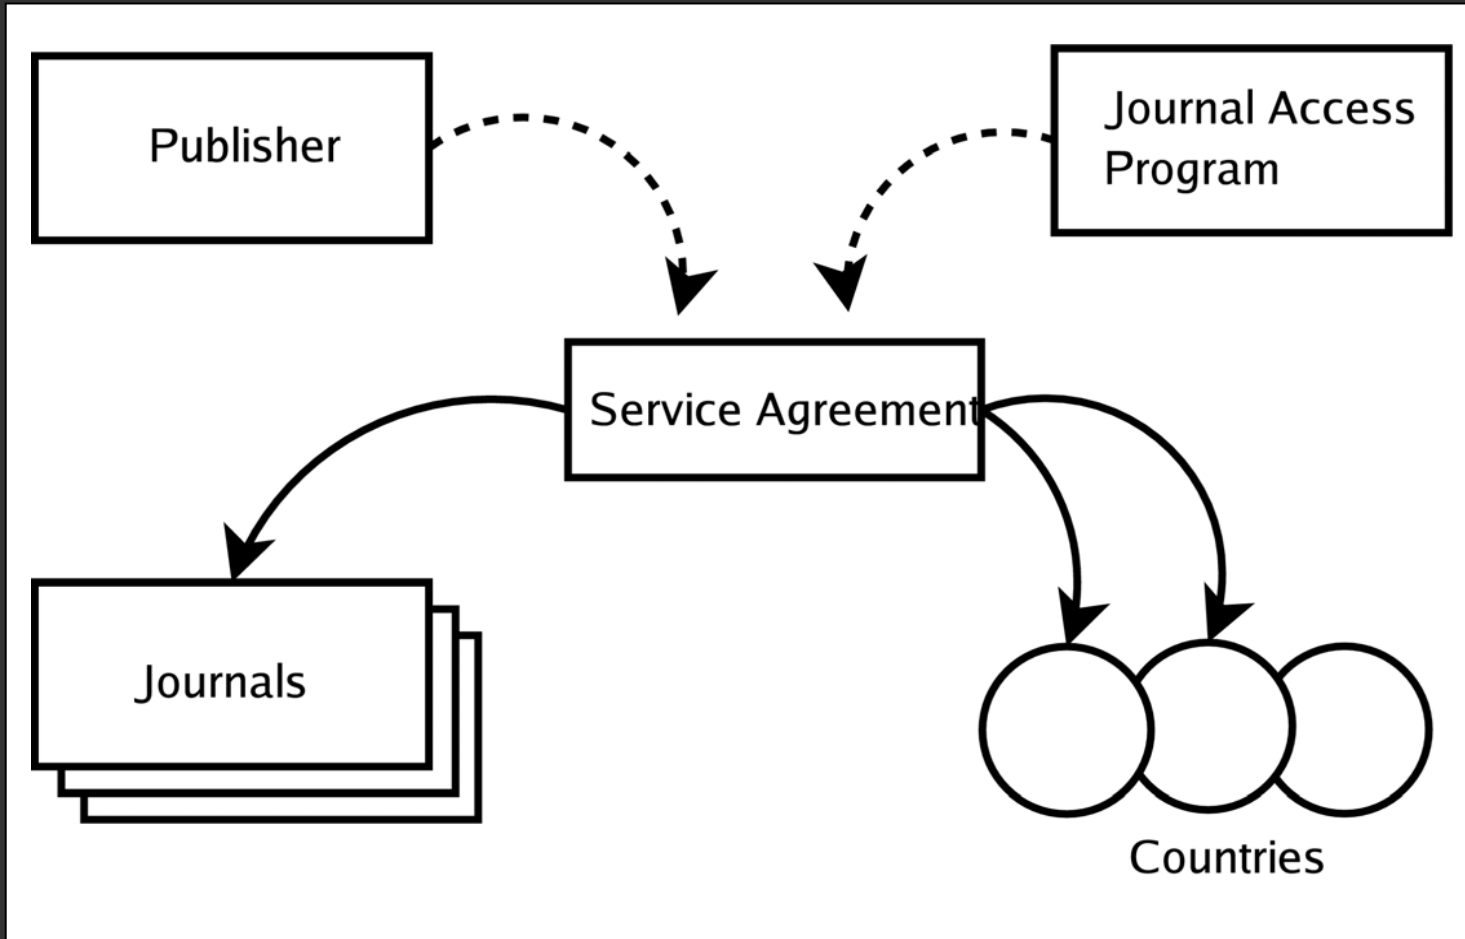 Publisher
Journal Access
Program
Service Agreement
Journals
Countries